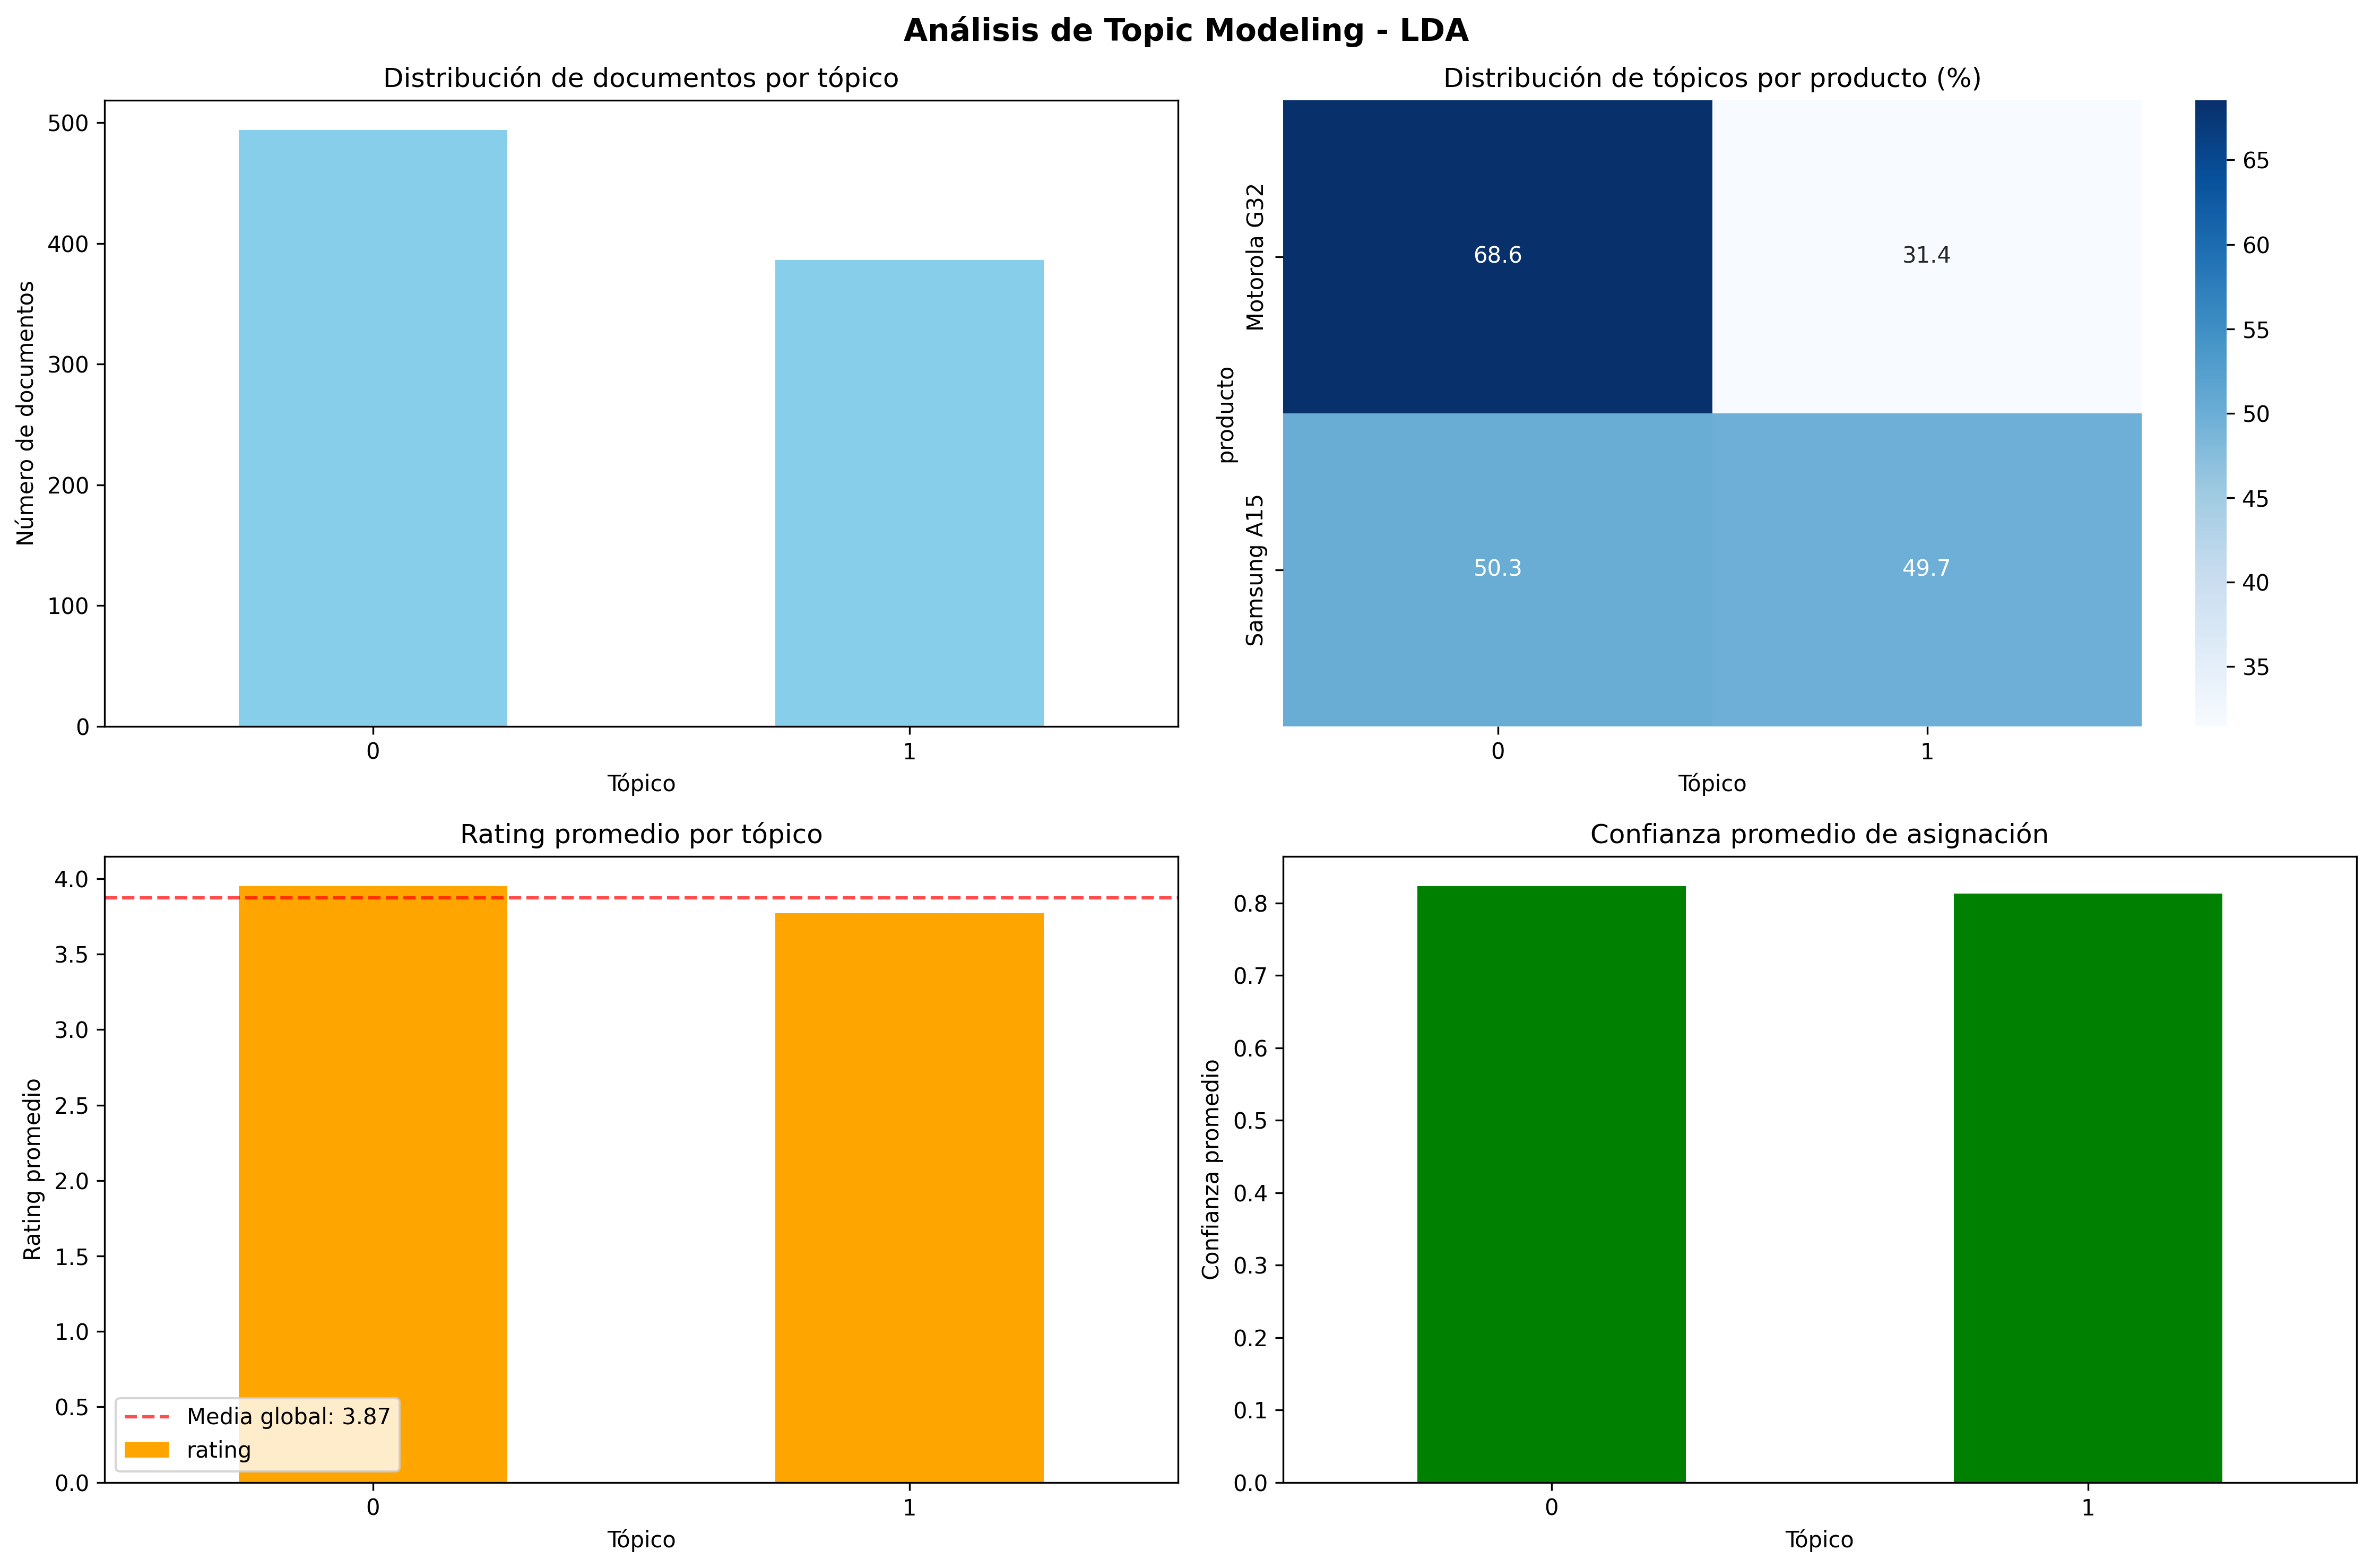 Análisis de Topic Modeling - LDA
Distribución de documentos por tópico
Número de documentos
500
400
300
200
100
0
0
1
Tópico
Distribución de tópicos por producto (%)
producto
Motorola G32
Samsung A15
68.6
31.4
50.3
49.7
0
1
Tópico
65
60
55
50
45
40
35
Rating promedio por tópico
Rating promedio
4.0
3.5
3.0
2.5
2.0
1.5
1.0
0.5
0.0
Media global: 3.87
rating
0
1
Tópico
Confianza promedio de asignación
Confianza promedio
0.8
0.7
0.6
0.5
0.4
0.3
0.2
0.1
0.0
0
1
Tópico